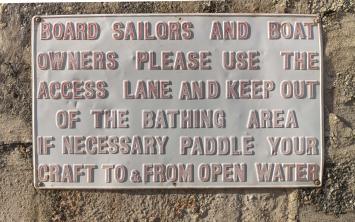 BOARD SAILORS AND BOAT
OWNERS PLEASE USE THE
ACCESS LANE AND KEEP OUT
OF THE BATHING AREA
IF NECESSARY PADDLE YOUR
CRAFT TO & FROM OPEN WATER